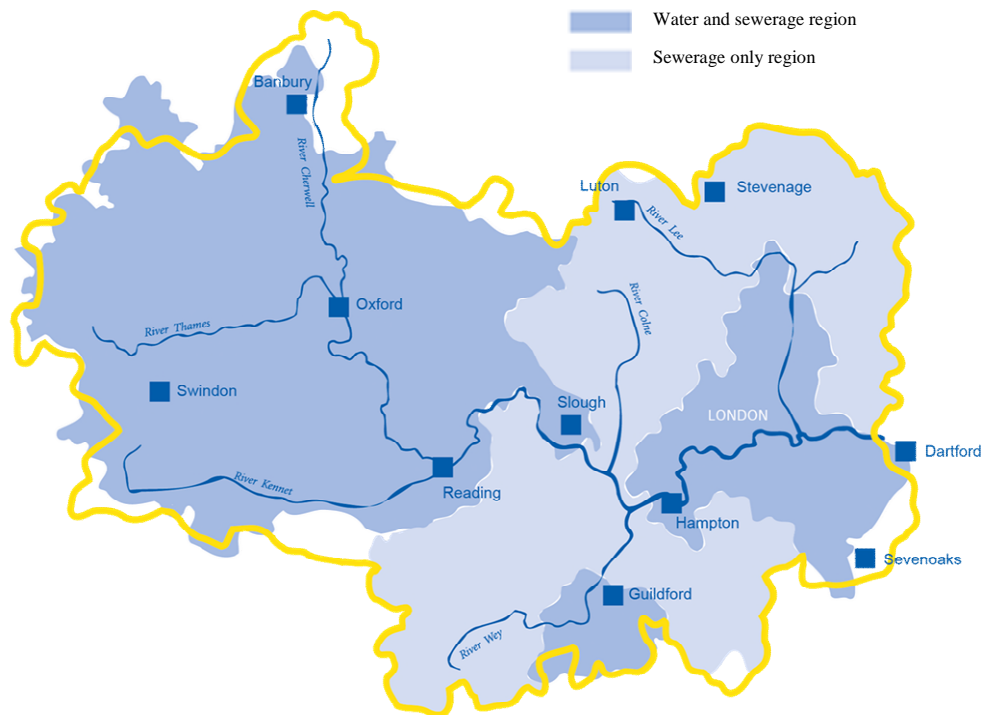 Water and sewerage region
Sewerage only region
Banbury
River Cherwell
Luton
Stevenage
River Lee
River Colne
Oxford
River Thames
Swindon
Slough
LONDON
Dartford
River Kennet
Reading
Hampton
Sevenoaks
Guildford
River Wey